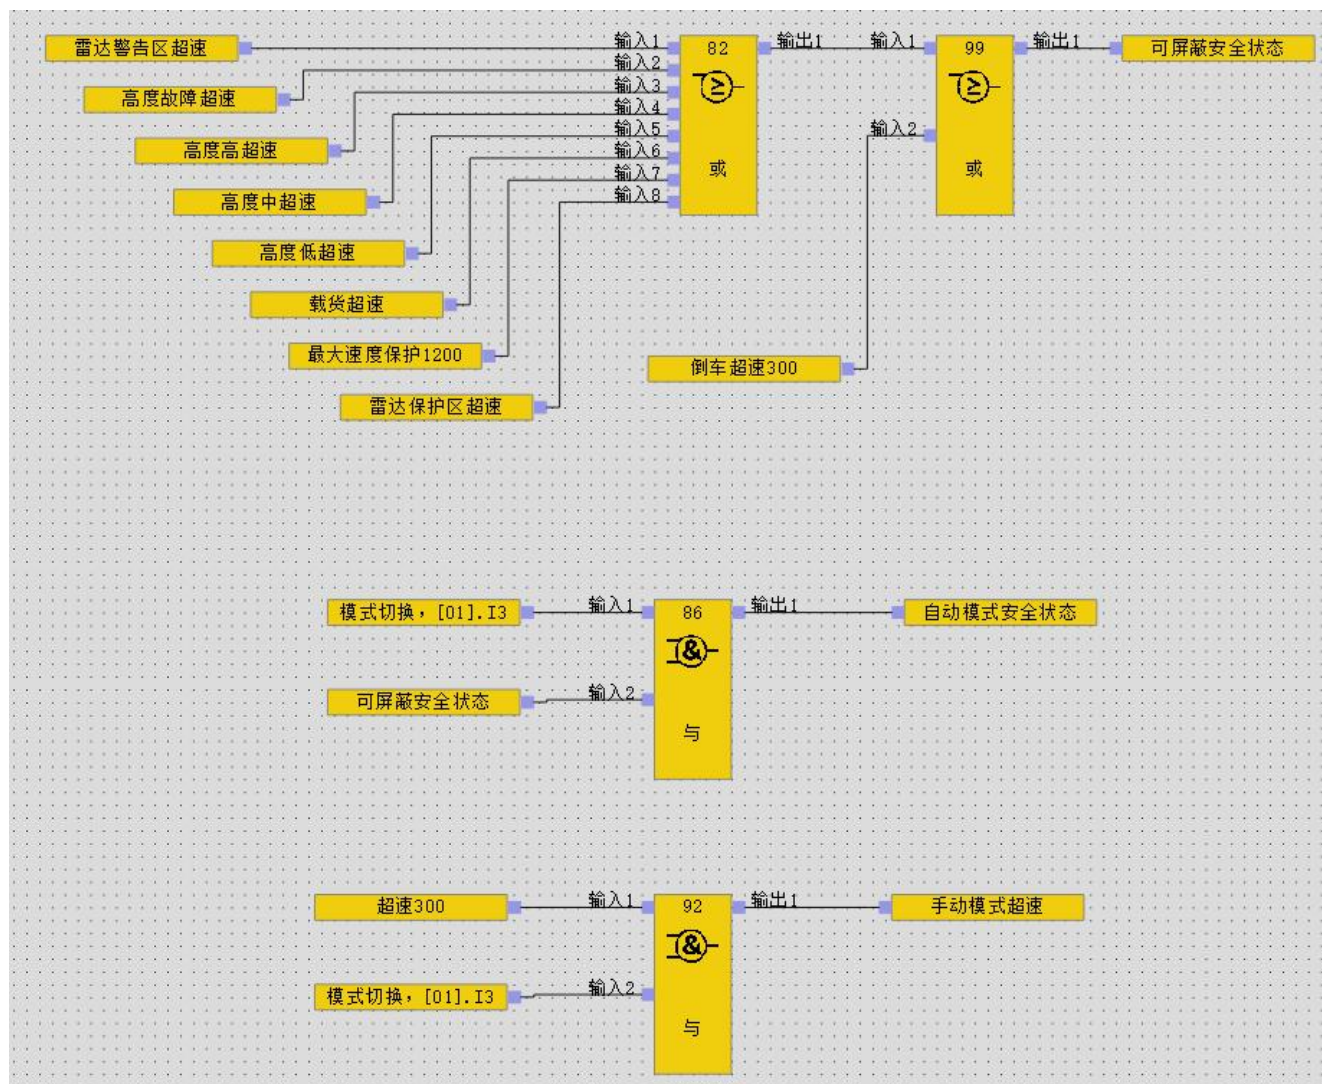 雷达警告区超速
输入1
82
输出1
输入1
99
输出1
可屏蔽安全状态
高度故障超速
输入2
高度高超速
输入3
高度中超速
输入4
高度低超速
输入5
输入2
载货超速
输入6
最大速度保护1200
输入7
雷达保护区超速
输入8
≥
或
≥
或
倒车超速300
模式切换，[01].I3
输入1
86
输出1
自动模式安全状态
&
可屏蔽安全状态
输入2
与
超速300
输入1
92
输出1
手动模式超速
&
模式切换，[01].I3
输入2
与